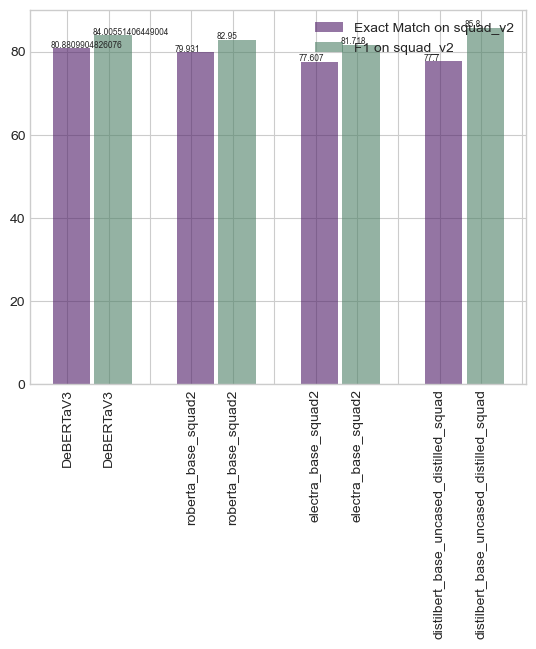 Exact Match on squad_v2
F1 on squad_v2
80.8809904826076
84.00551406449004
79.931
82.95
77.607
81.718
77.7
85.8
80
60
40
20
0
DeBERTaV3
DeBERTaV3
roberta_base_squad2
roberta_base_squad2
electra_base_squad2
electra_base_squad2
distilbert_base_uncased_distilled_squad
distilbert_base_uncased_distilled_squad